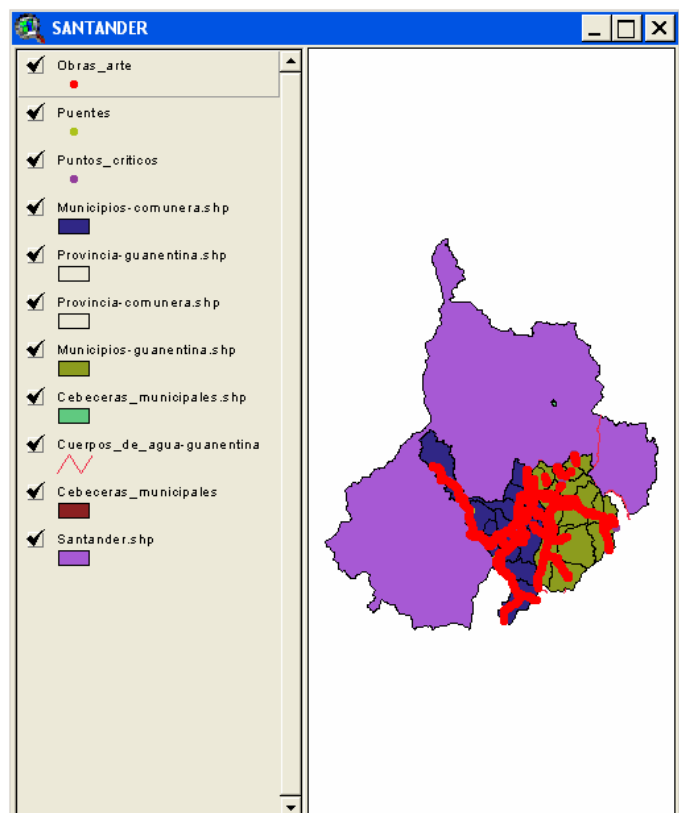 SANTANDER
Obras_arte
Puentes
Puntos_criticos
Municipios-comunera.shp
Provincia-guanentina.shp
Provincia-comunera.shp
Municipios-guanentina.shp
Cebeceras_municipales.shp
Cuerpos_de_agua-guanentina
Cebeceras_municipales
Santander.shp